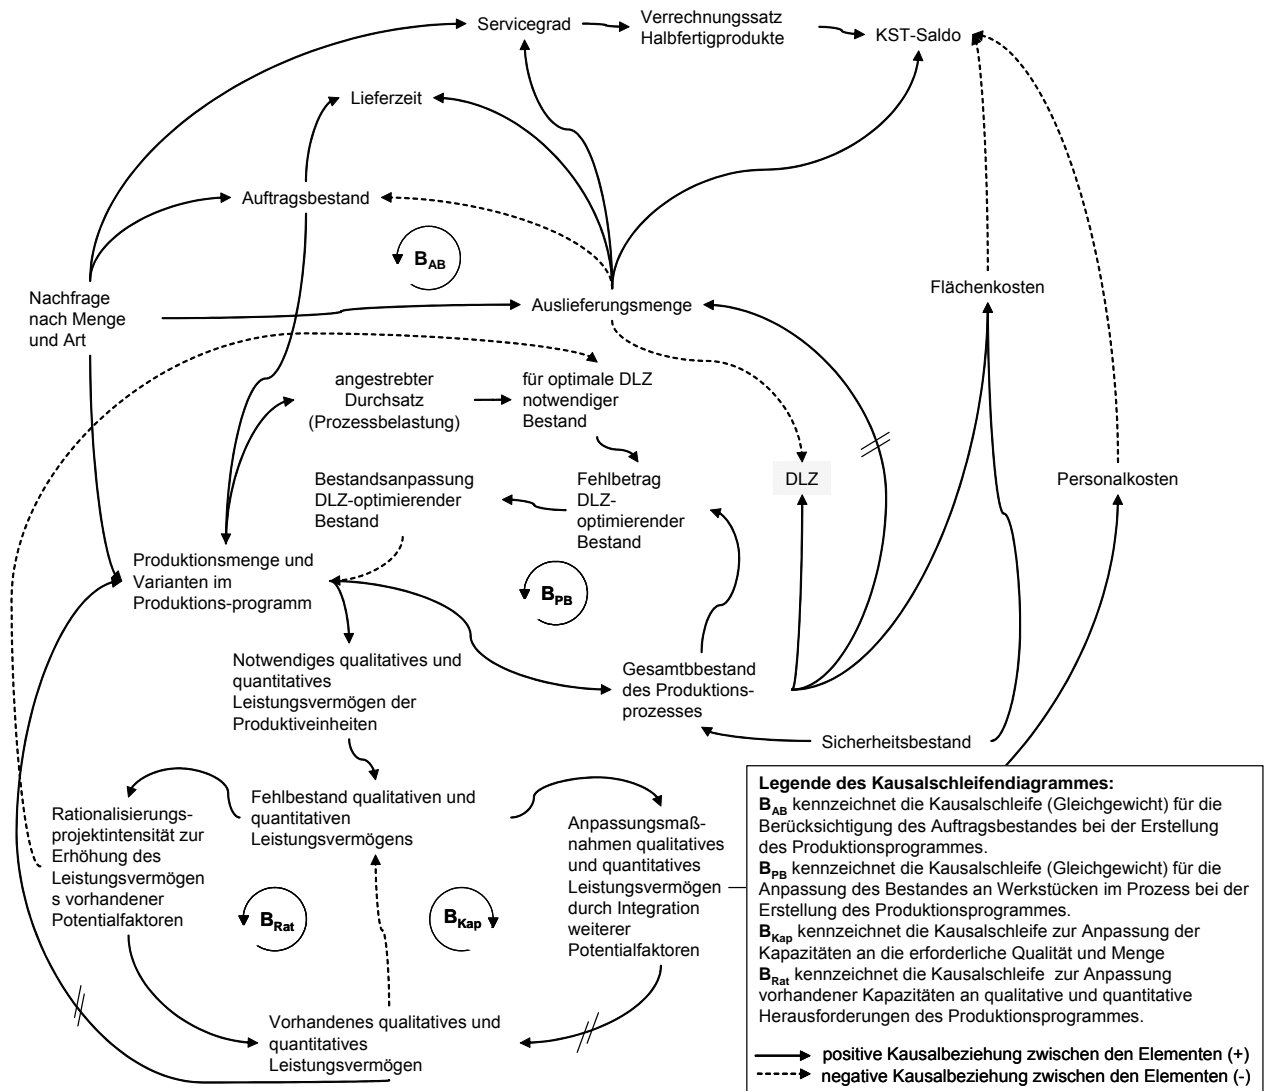 Servicegrad
Verrechnungssatz
Halbfertigprodukte
KST-Saldo
Lieferzeit
Auftragsbestand
B_AB
Nachfrage
nach Menge
und Art
Auslieferungsmenge
Flächenkosten
angestrebter
Durchsatz
(Prozessbelastung)
für optimale DLZ
notwendiger
Bestand
Bestandsanpassung
DLZ-optimierender
Bestand
Fehlbetrag
DLZ-
optimierender
Bestand
DLZ
Personalkosten
Produktionsmenge und
Varianten im
Produktions-programm
B_PB
Notwendiges qualitatives und
quantitatives
Leistungsvermögen der
Produktiveinheiten
Gesamtbbestand
des Produktions-
prozesses
Sicherheitsbestand
Rationalisierungs-
projektintensität zur
Erhöhung des
Leistungsvermögen
s vorhandener
Potentialfaktoren
Fehlbestand qualitativen und
quantitativen
Leistungsvermögens
Anpassungsmaß-
nahmen qualitatives
und quantitatives
Leistungsvermögen
durch Integration
weiterer
Potentialfaktoren
B_Rat
B_Kap
Vorhandenes qualitatives und
quantitatives
Leistungsvermögen
Legende des Kausalschleifendiagrammes:
B_AB kennzeichnet die Kausalschleife (Gleichgewicht) für die
Berücksichtigung des Auftragsbestandes bei der Erstellung
des Produktionsprogrammes.
B_PB kennzeichnet die Kausalschleife (Gleichgewicht) für die
Anpassung des Bestandes an Werkstücken im Prozess bei der
Erstellung des Produktionsprogrammes.
B_Kap kennzeichnet die Kausalschleife zur Anpassung der
Kapazitäten an die erforderliche Qualität und Menge
B_Rat kennzeichnet die Kausalschleife zur Anpassung
vorhandener Kapazitäten an qualitative und quantitative
Herausforderungen des Produktionsprogrammes.
positive Kausalbeziehung zwischen den Elementen (+)
negative Kausalbeziehung zwischen den Elementen (-)